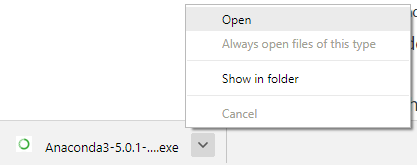 Open
Always open files of this type
Show in folder
Cancel
Anaconda3-5.0.1-....exe